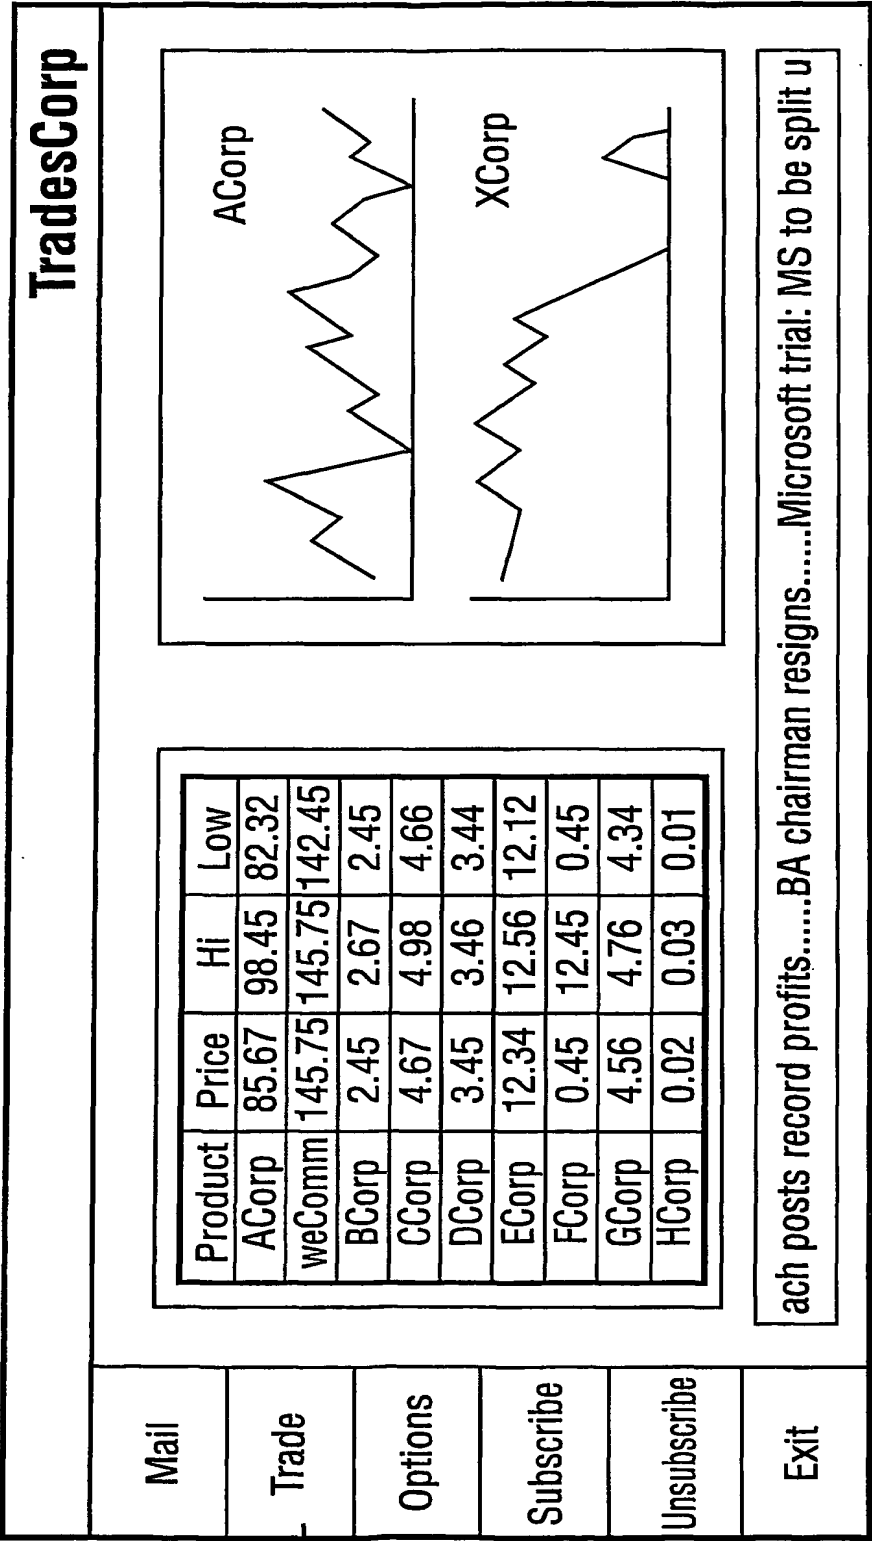 TradesCorp
Mail
Trade
Options
Subscribe
Unsubscribe
Exit
Product Price Hi Low
ACorp 85.67 98.45 82.32
weComm 145.75 145.75 142.45
BCorp 2.45 2.67 2.45
CCorp 4.67 4.98 4.66
DCorp 3.45 3.46 3.44
ECorp 12.34 12.56 12.12
FCorp 0.45 12.45 0.45
GCorp 4.56 4.76 4.34
HCorp 0.02 0.03 0.01
ACorp
XCorp
ach posts record profits......BA chairman resigns......Microsoft trial: MS to be split u